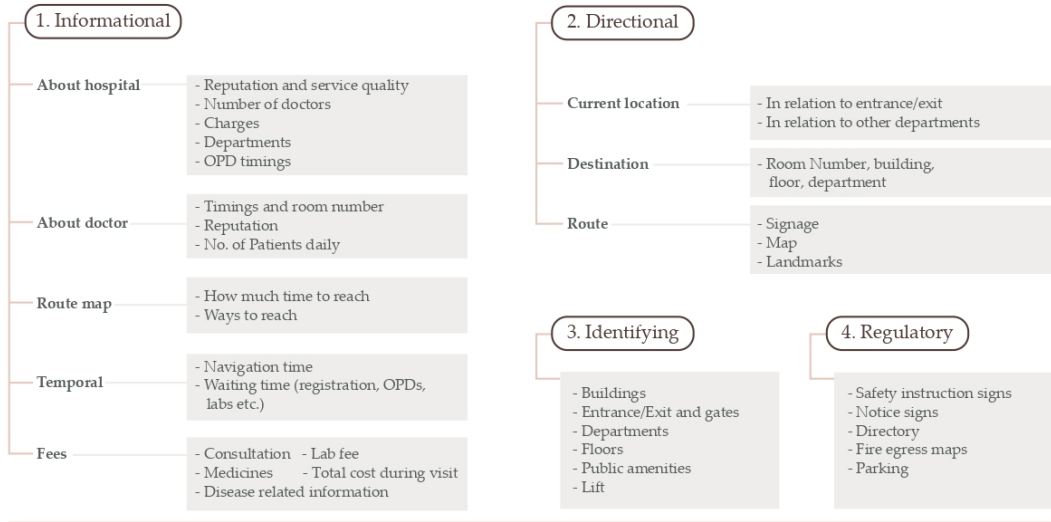 1. Informational
About hospital
- Reputation and service quality
- Number of doctors
- Charges
- Departments
- OPD timings
About doctor
- Timings and room number
- Reputation
- No. of Patients daily
Route map
- How much time to reach
- Ways to reach
Temporal
- Navigation time
- Waiting time (registration, OPDs,
labs etc.)
Fees
- Consultation - Lab fee
- Medicines - Total cost during visit
- Disease related information
2. Directional
Current location
- In relation to entrance/exit
- In relation to other departments
Destination
- Room Number, building,
floor, department
Route
- Signage
- Map
- Landmarks
3. Identifying
- Buildings
- Entrance/Exit and gates
- Departments
- Floors
- Public amenities
- Lift
4. Regulatory
- Safety instruction signs
- Notice signs
- Directory
- Fire egress maps
- Parking